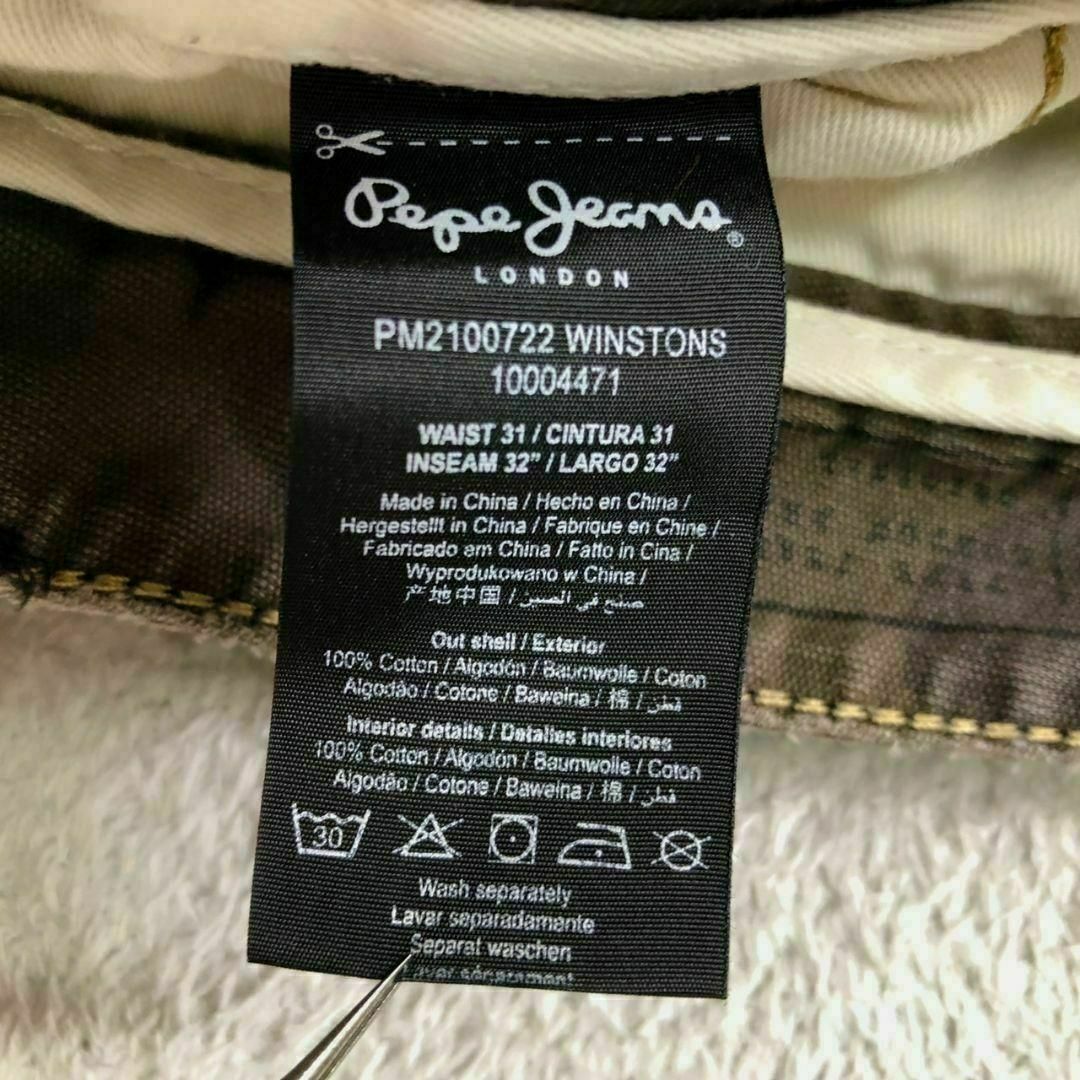 Pepe Jeans®
LONDON
PM2100722 WINSTONS
10004471
WAIST 31 / CINTURA 31
INSEAM 32" / LARGO 32"
Made in China / Hecho en China /
Hergestellt in China / Fabrique en Chine /
Fabricado em China / Fatto in Cina /
Wyprodukowano w China /
产地中国 / صنع في الصين
Out shell / Exterior
100% Cotton / Algodón / Baumwolle / Coton
Algodão / Cotone / Bawełna / 棉 / قطن
Interior details / Detalles interiores
100% Cotton / Algodón / Baumwolle / Coton
Algodão / Cotone / Bawełna / 棉 / قطن
30
Wash separately
Lavar separadamente
Separat waschen